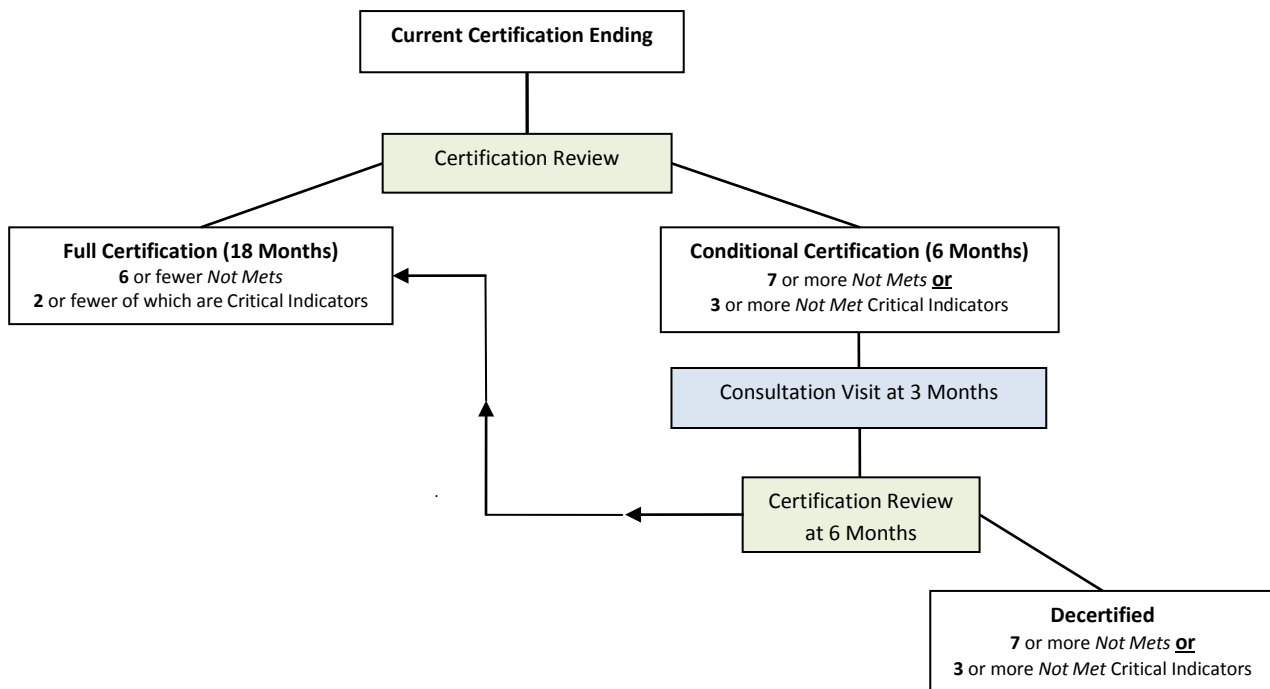 Current Certification Ending
Certification Review
Full Certification (18 Months)
6 or fewer Not Mets
2 or fewer of which are Critical Indicators
Conditional Certification (6 Months)
7 or more Not Mets or
3 or more Not Met Critical Indicators
Consultation Visit at 3 Months
Certification Review
at 6 Months
Decertified
7 or more Not Mets or
3 or more Not Met Critical Indicators